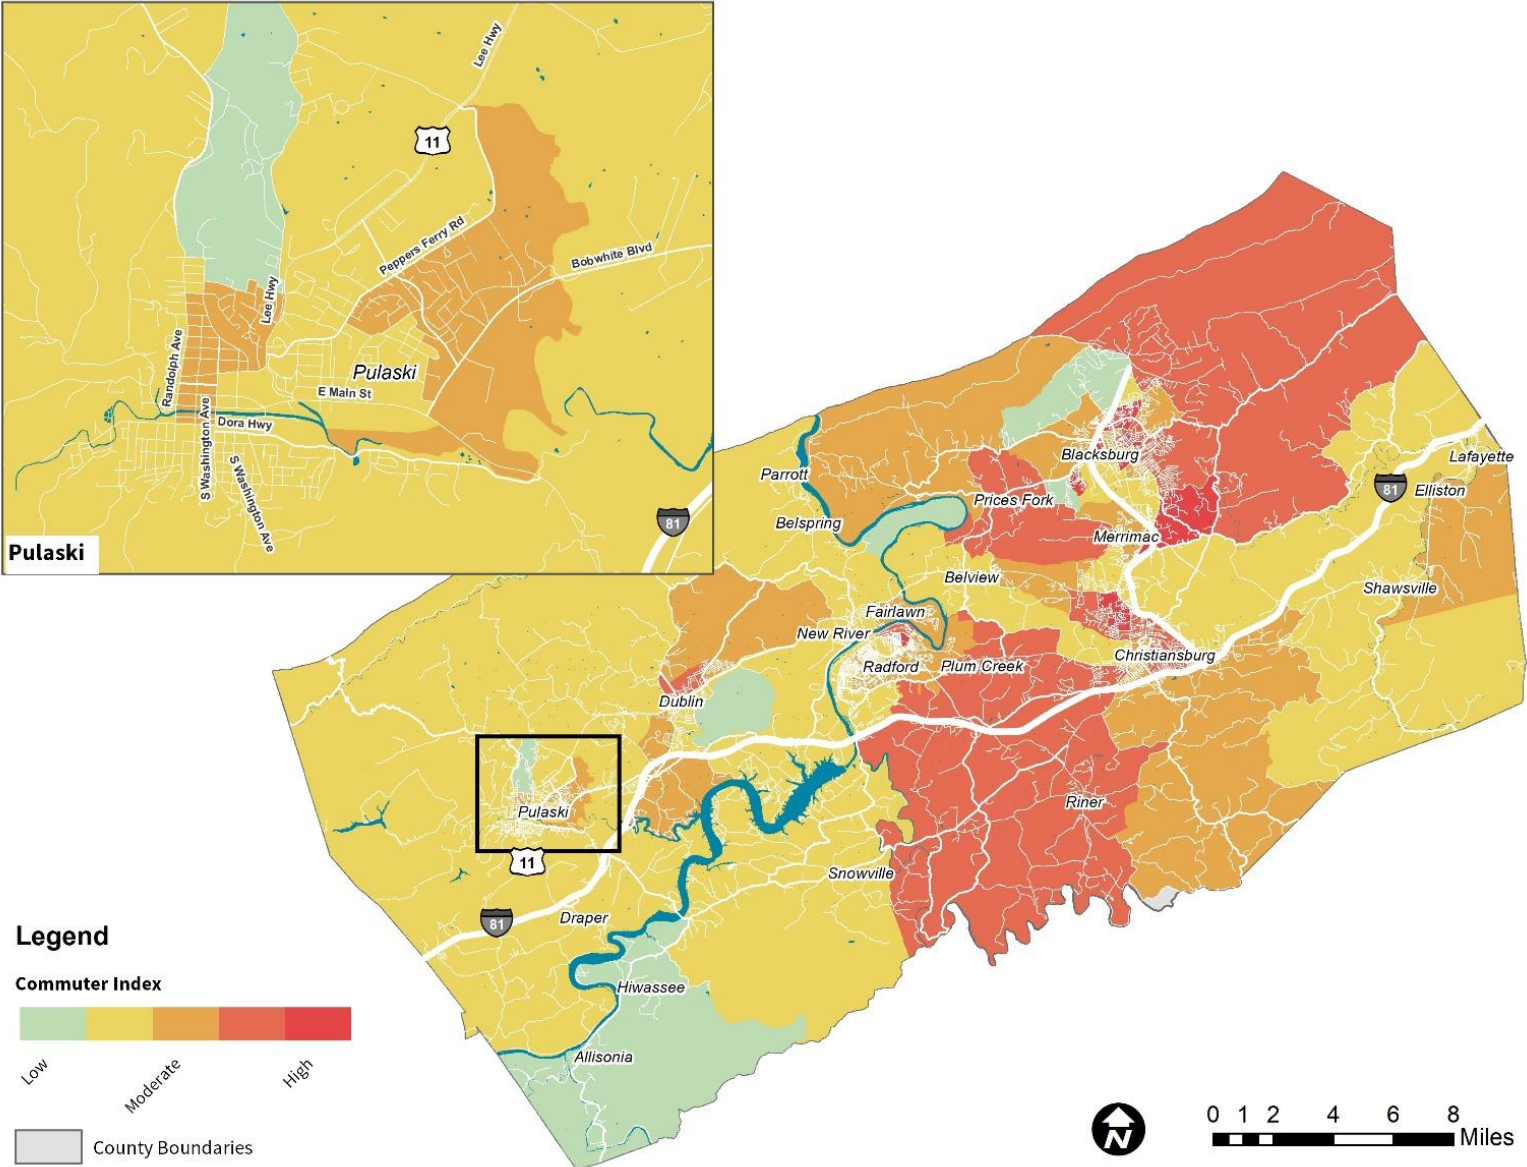 Lee Hwy
11
Peppers Ferry Rd
Bobwhite Blvd
Lee Hwy
Randolph Ave
Pulaski
E Main St
S Washington Ave
Dora Hwy
S Washington Ave
81
Pulaski
Parrott
Belspring
Blacksburg
Prices Fork
Merrimac
Lafayette
81
Elliston
Shawsville
Belview
Fairlawn
New River
Radford
Plum Creek
Christiansburg
Dublin
Pulaski
11
Riner
Snowville
81
Draper
Hiwassee
Allisonia
Legend
Commuter Index
Low
Moderate
High
County Boundaries
N
0 1 2 4 6 8
Miles